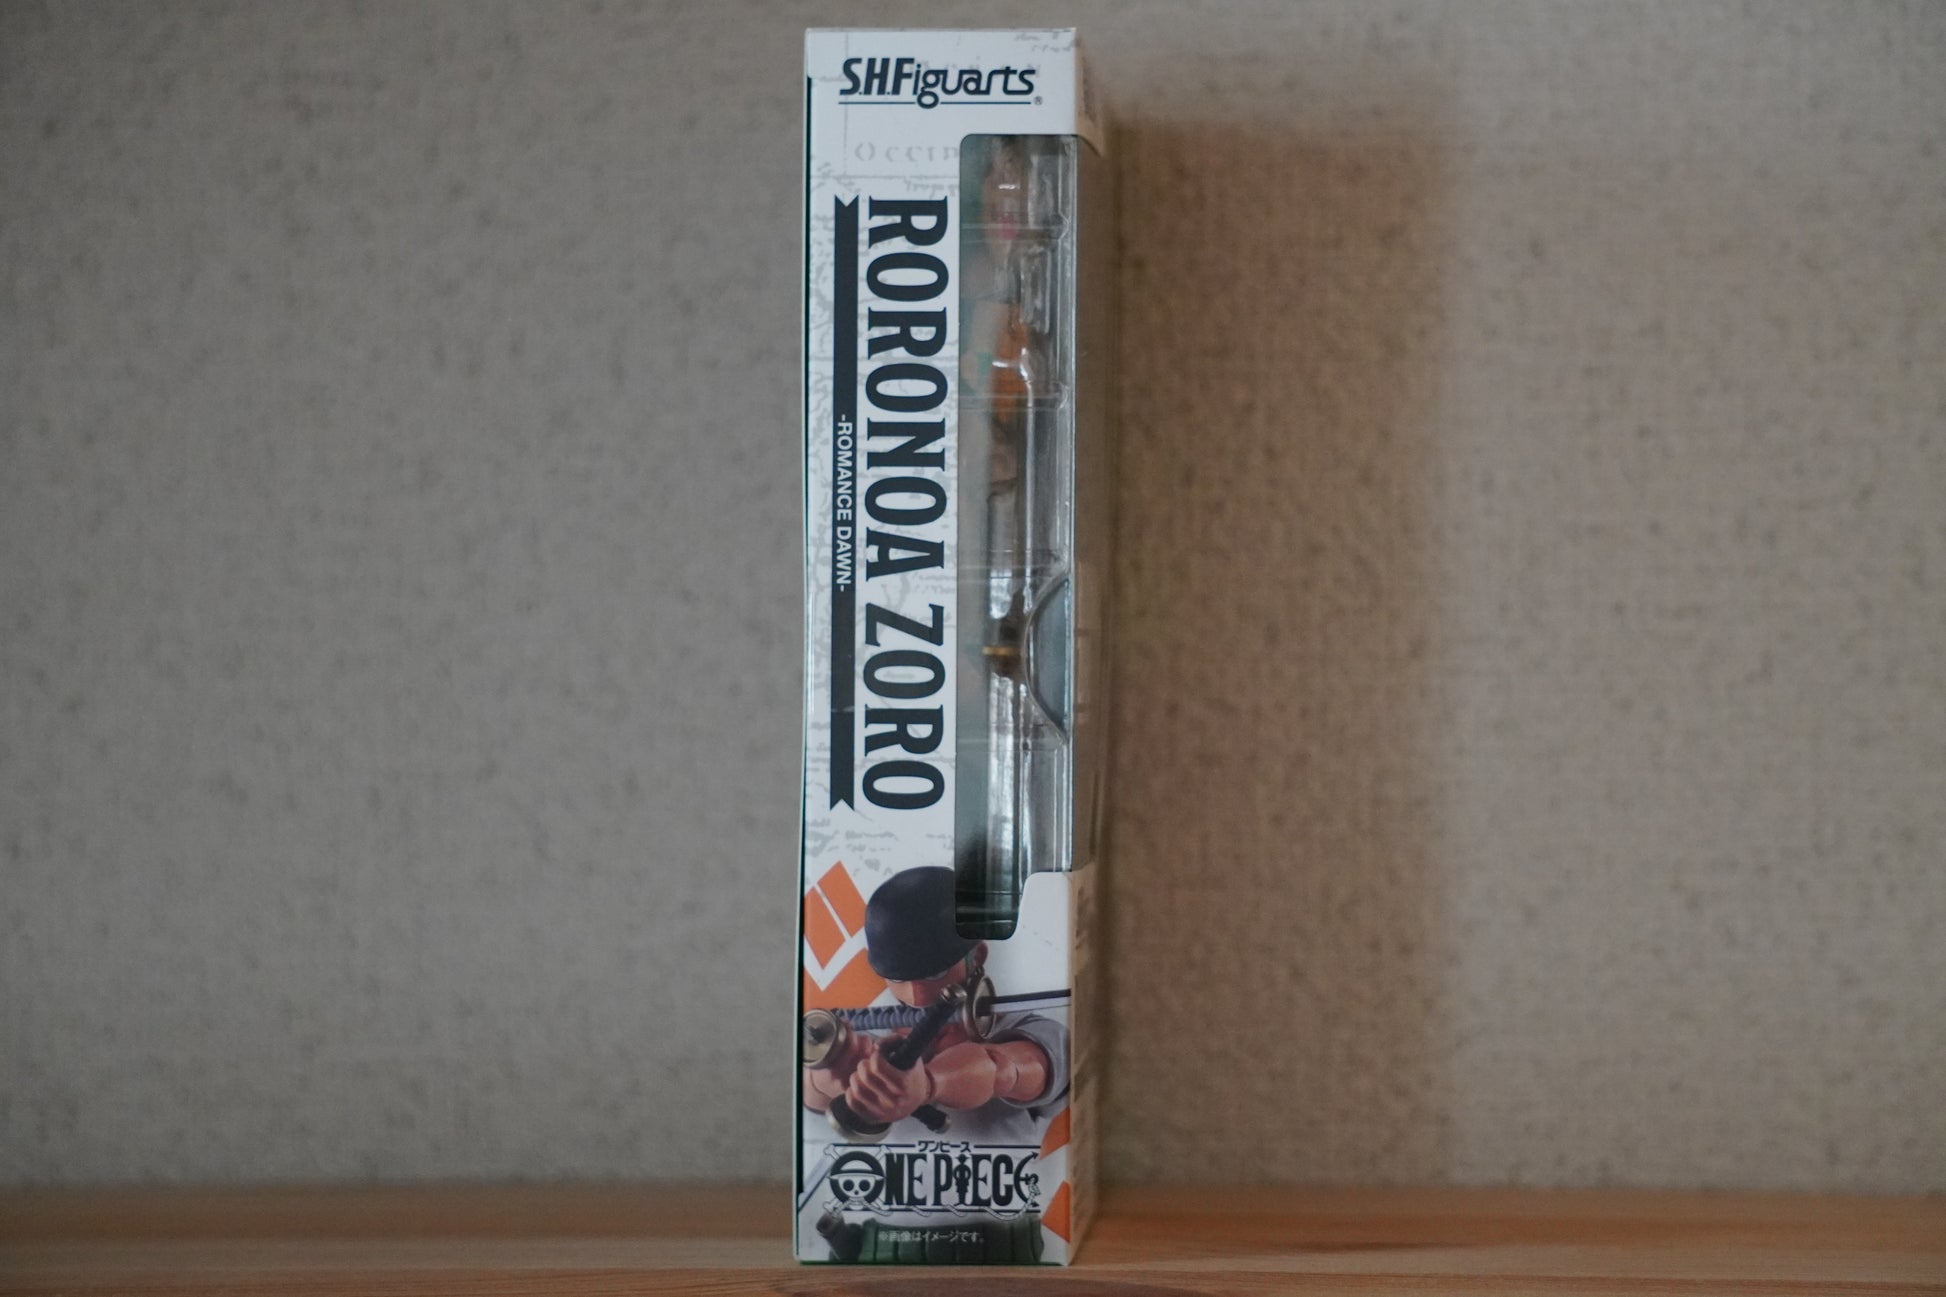 S.H.Figuarts®
RORONOA ZORO
-ROMANCE DAWN-
ワンピース
ONE PIECE
※画像はイメージです。